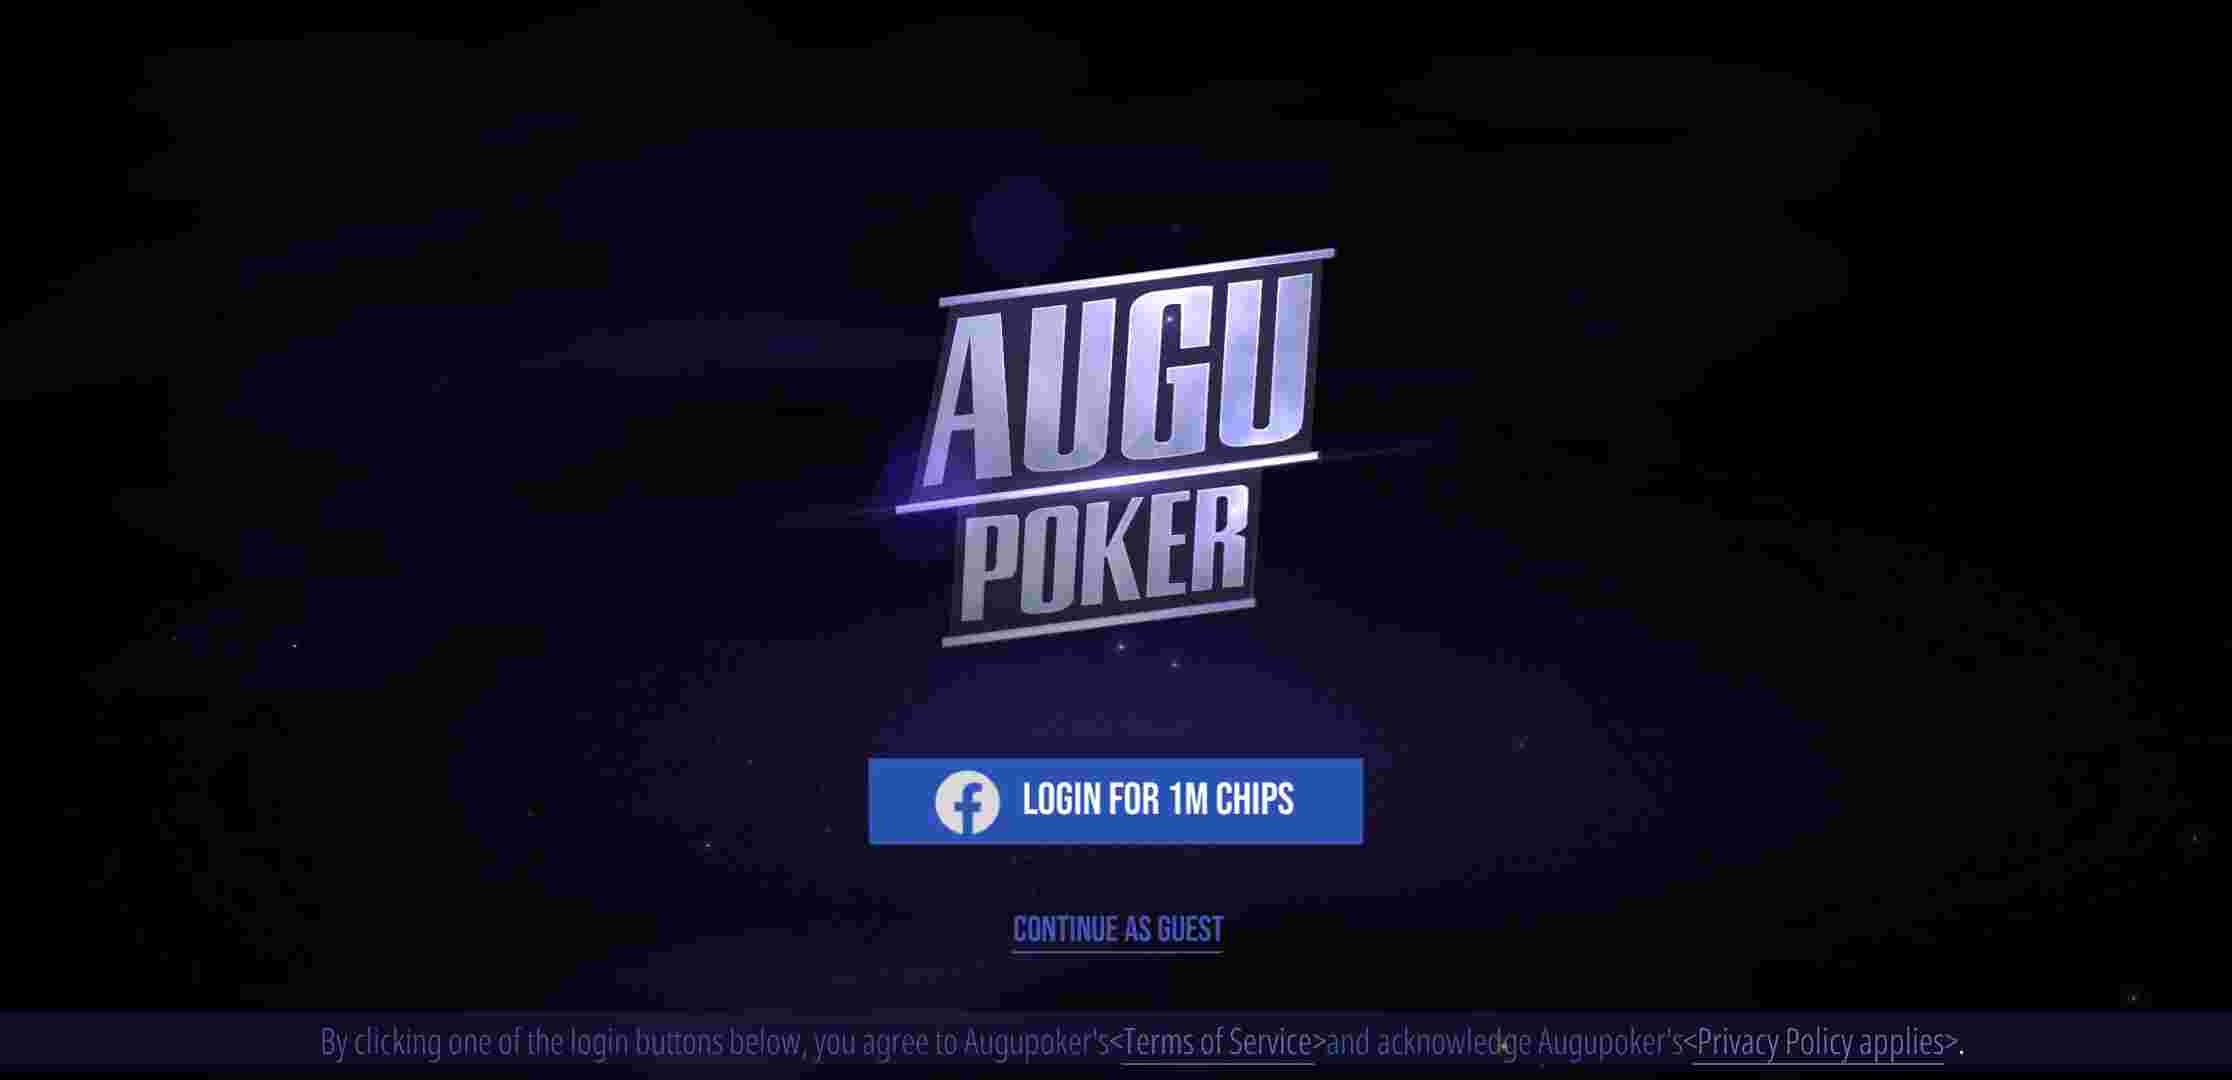 AUGU
POKER
LOGIN FOR 1M CHIPS
CONTINUE AS GUEST
By clicking one of the login buttons below, you agree to Augupoker's<Terms of Service>and acknowledge Augupoker's<Privacy Policy applies>.